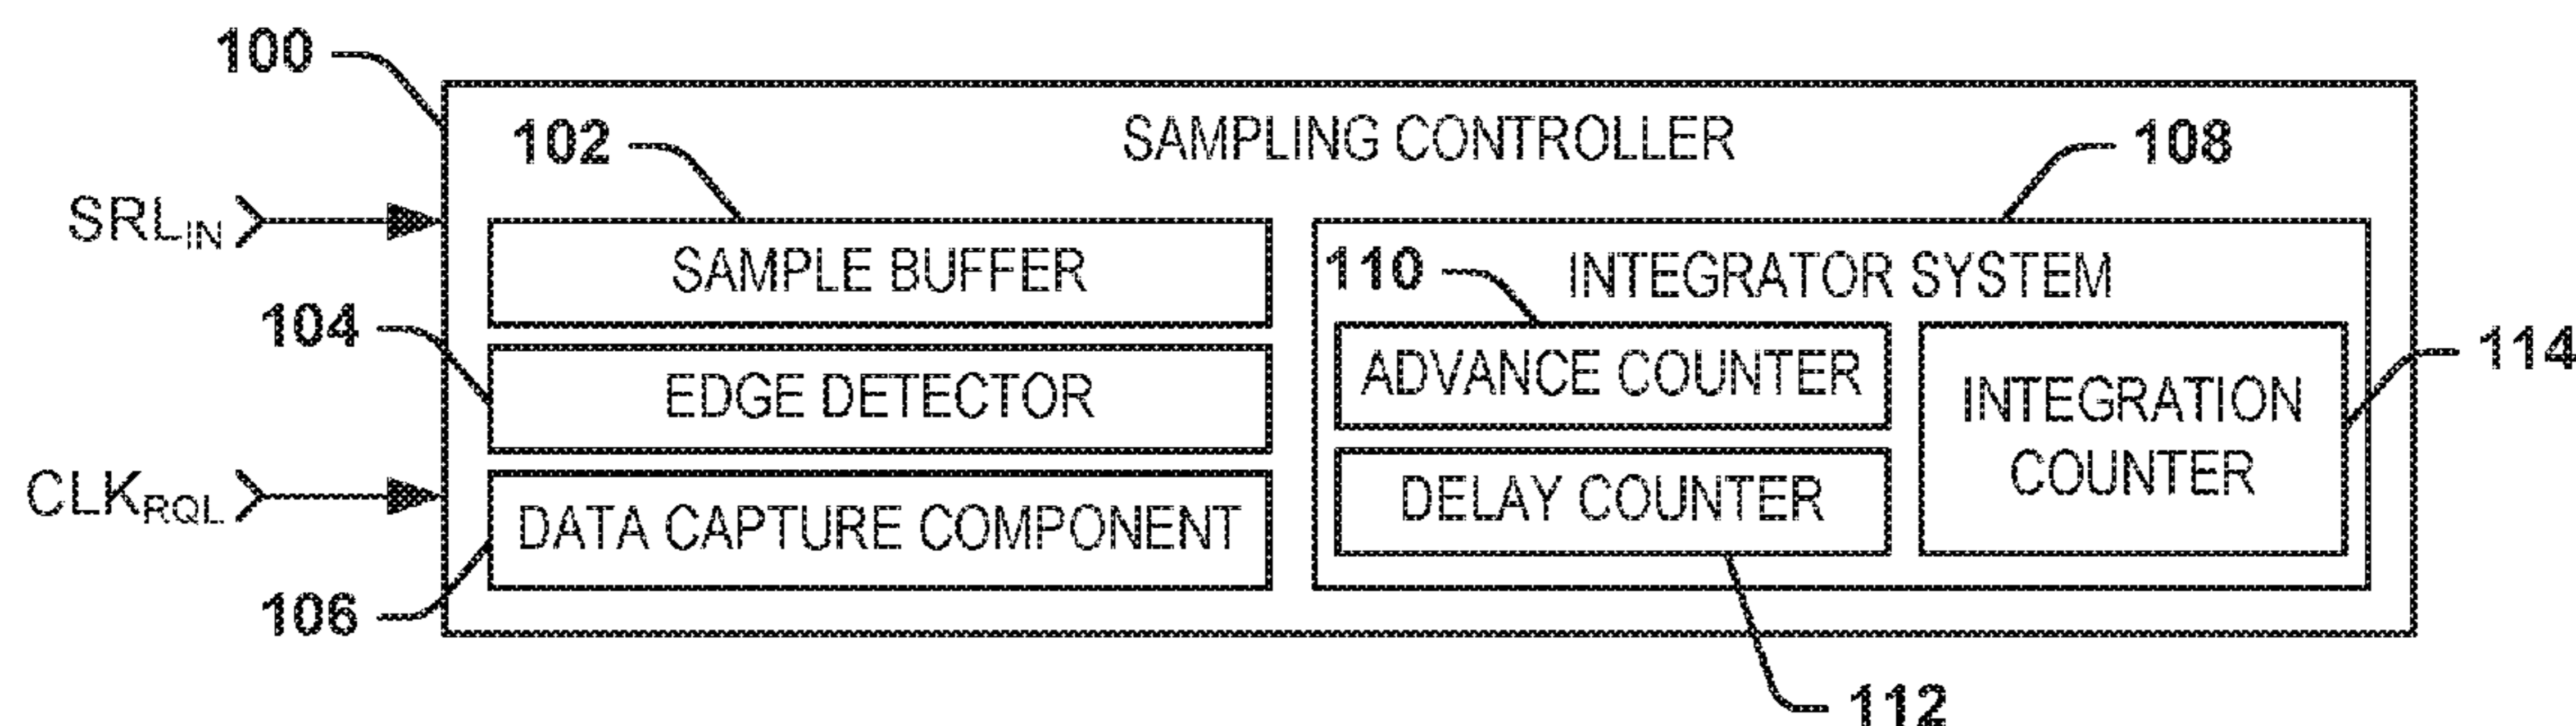 100
SAMPLING CONTROLLER
102
108
SRLIN
SAMPLE BUFFER
110
INTEGRATOR SYSTEM
104
EDGE DETECTOR
ADVANCE COUNTER
INTEGRATION
COUNTER
114
CLKRQL
DATA CAPTURE COMPONENT
DELAY COUNTER
106
112